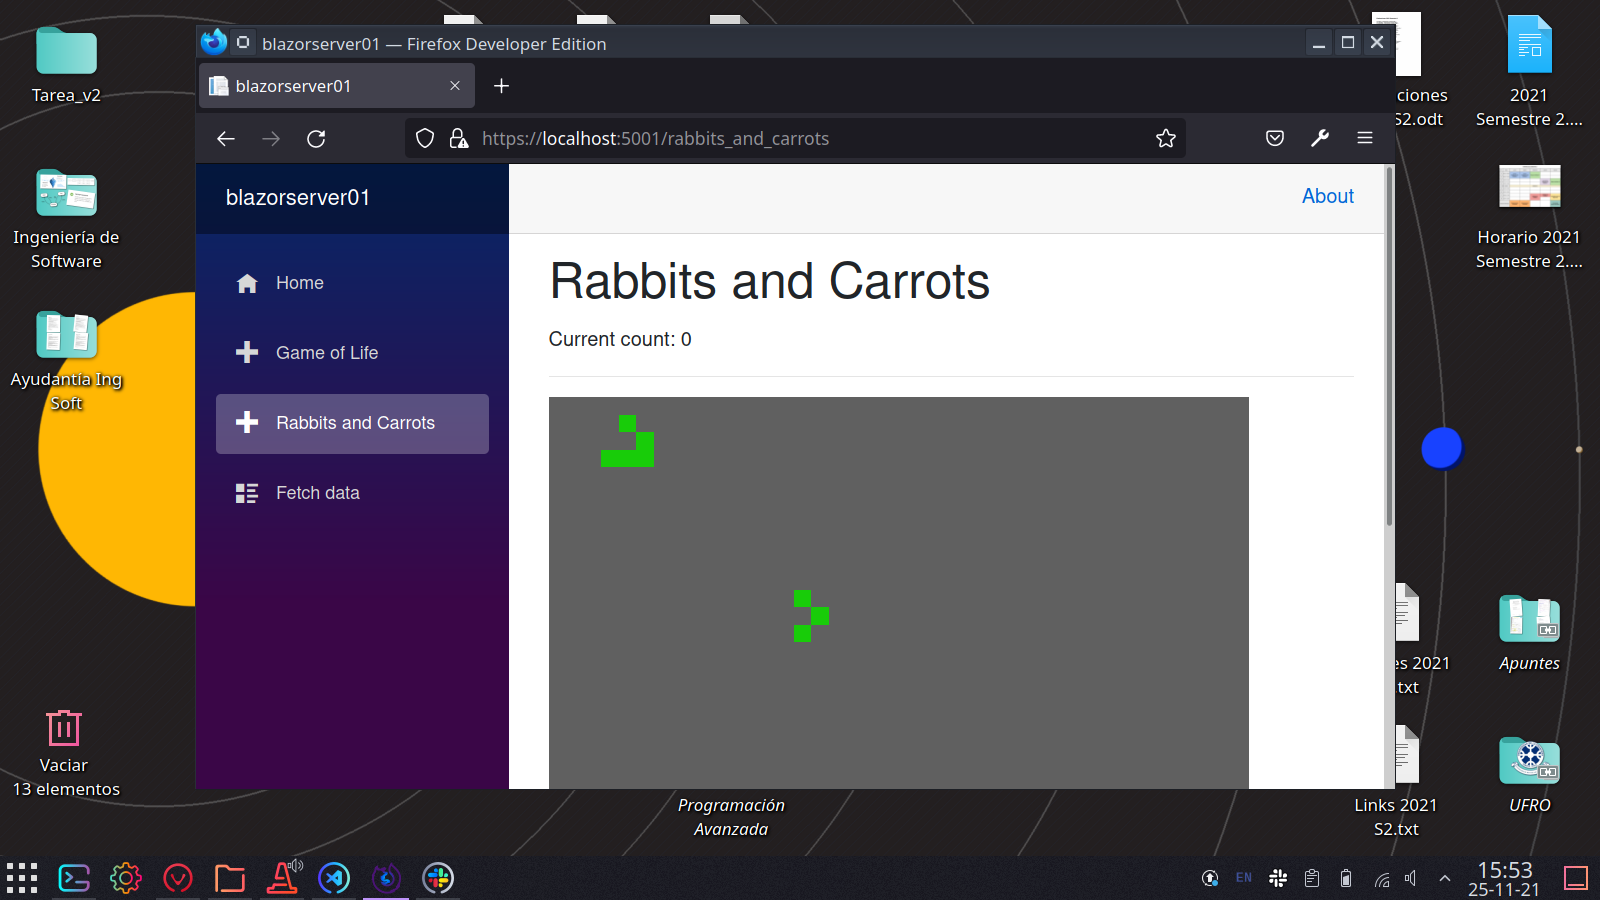 blazorserver01 — Firefox Developer Edition
blazorserver01
https://localhost:5001/rabbits_and_carrots
blazorserver01
Home
Game of Life
Rabbits and Carrots
Fetch data
About
Rabbits and Carrots
Current count: 0
Tarea_v2
Ingeniería de
Software
Ayudantía Ing
Soft
Vaciar
13 elementos
ciones
S2.odt
2021
Semestre 2....
Horario 2021
Semestre 2....
es 2021
.txt
Apuntes
Links 2021
S2.txt
UFRO
Programación
Avanzada
EN
15:53
25-11-21